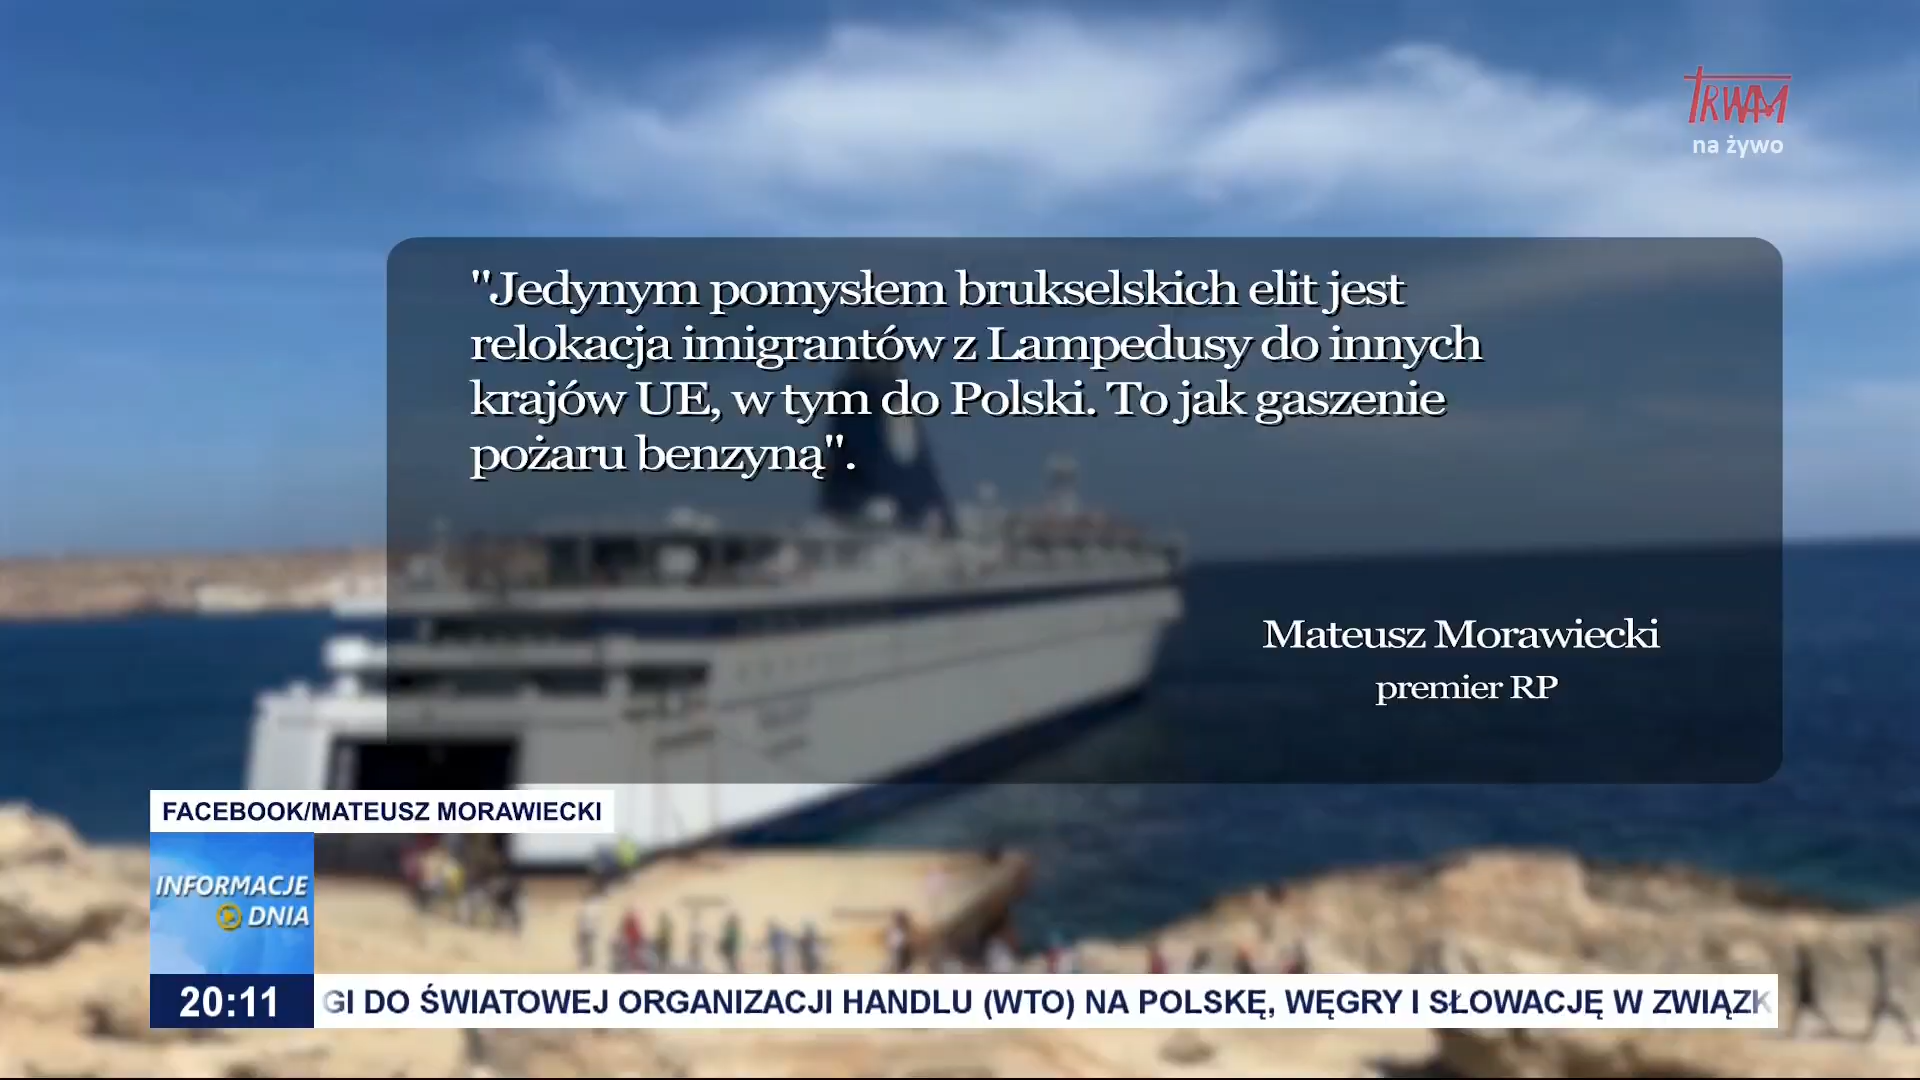 TRWAM
na żywo
"Jedynym pomysłem brukselskich elit jest
relokacja imigrantów z Lampedusy do innych
krajów UE, w tym do Polski. To jak gaszenie
pożaru benzyną".
Mateusz Morawiecki
premier RP
FACEBOOK/MATEUSZ MORAWIECKI
INFORMACJE
DNIA
20:11
GI DO ŚWIATOWEJ ORGANIZACJI HANDLU (WTO) NA POLSKĘ, WĘGRY I SŁOWACJĘ W ZWIĄZK